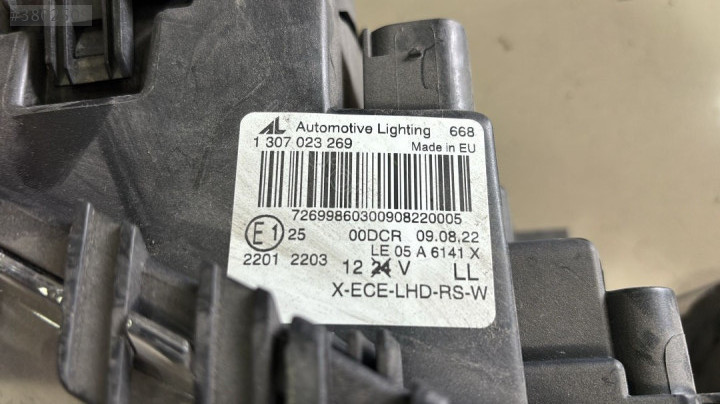 AL Automotive Lighting 668
1 307 023 269 Made in EU
72699860300908220005
E1 25 00DCR 09.08.22
LE 05 A 6141 X
2201 2203 12 24 V LL
X-ECE-LHD-RS-W